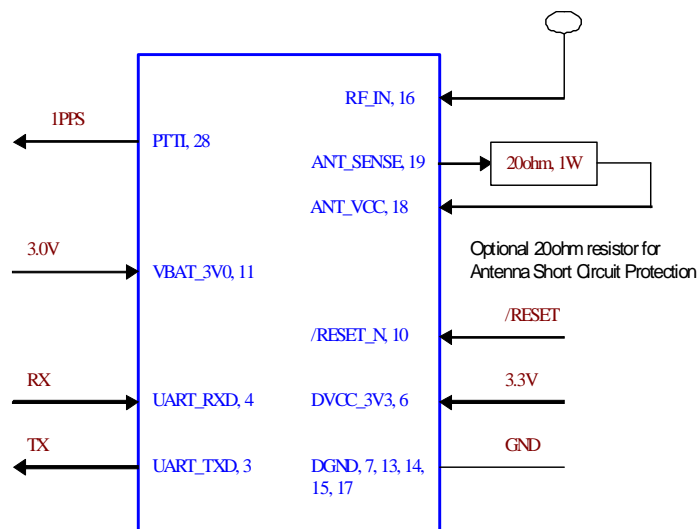 RF_IN, 16
1PPS
PTTI, 28
ANT_SENSE, 19
20ohm, 1W
ANT_VCC, 18
3.0V
VBAT_3V0, 11
Optional 20ohm resistor for
Antenna Short Circuit Protection
/RESET_N, 10
/RESET
RX
UART_RXD, 4
DVCC_3V3, 6
3.3V
TX
UART_TXD, 3
DGND, 7, 13, 14,
15, 17
GND